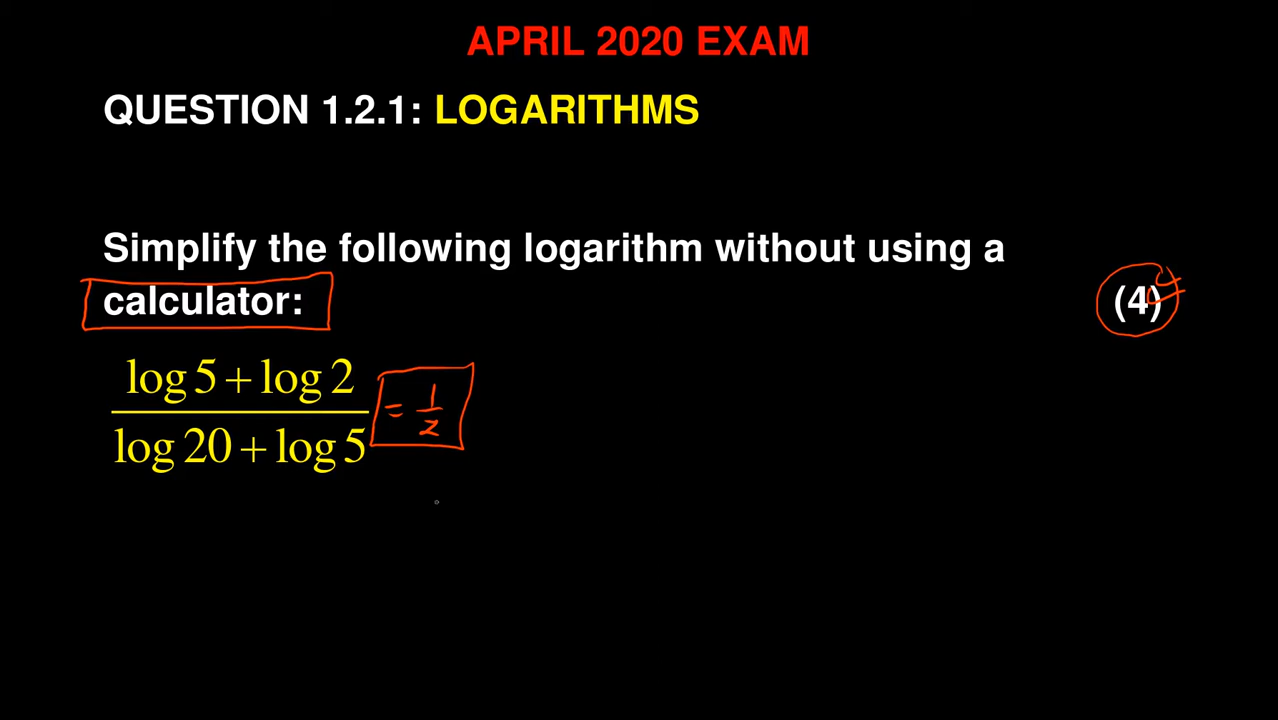 APRIL 2020 EXAM
QUESTION 1.2.1: LOGARITHMS
Simplify the following logarithm without using a
calculator:
(4)
log 5 + log 2
= 1/2
log 20 + log 5